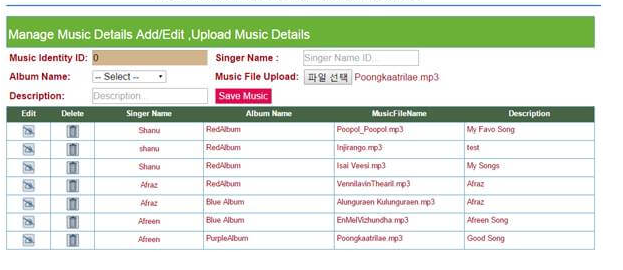 Manage Music Details Add/Edit ,Upload Music Details
Music Identity ID: 0 Singer Name : Singer Name ID..
Album Name: -- Select -- Music File Upload: 파일 선택 Poongkaatrilae.mp3
Description: Description Save Music
Edit Delete Singer Name Album Name MusicFileName Description
Shanu RedAlbum Poopol_Poopol.mp3 My Favo Song
shanu RedAlbum Injirango.mp3 test
Shanu RedAlbum Isai Veesi.mp3 My Songs
Afraz RedAlbum VennilavinThearil.mp3 Afraz
Afraz Blue Album Alunguraen Kulunguraen.mp3 Afraz
Afreen Blue Album EnMelVizhundha.mp3 Afreen Song
Afreen PurpleAlbum Poongkaatrilae.mp3 Good Song